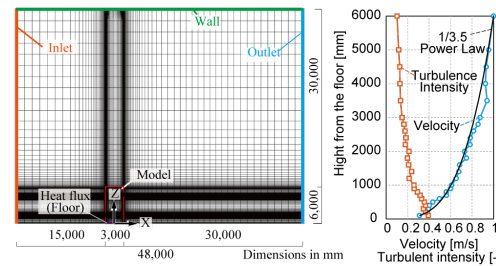 Wall
Inlet
Outlet
30,000
Model
Heat flux
(Floor)
Z
X
6,000
15,000 3,000 30,000
48,000 Dimensions in mm
Hight from the floor [mm]
6000
5000
4000
3000
2000
1000
0
1/3.5
Power Law
Turbulence
Intensity
Velocity
0 0.2 0.4 0.6 0.8 1
Velocity [m/s]
Turbulent intensity [-